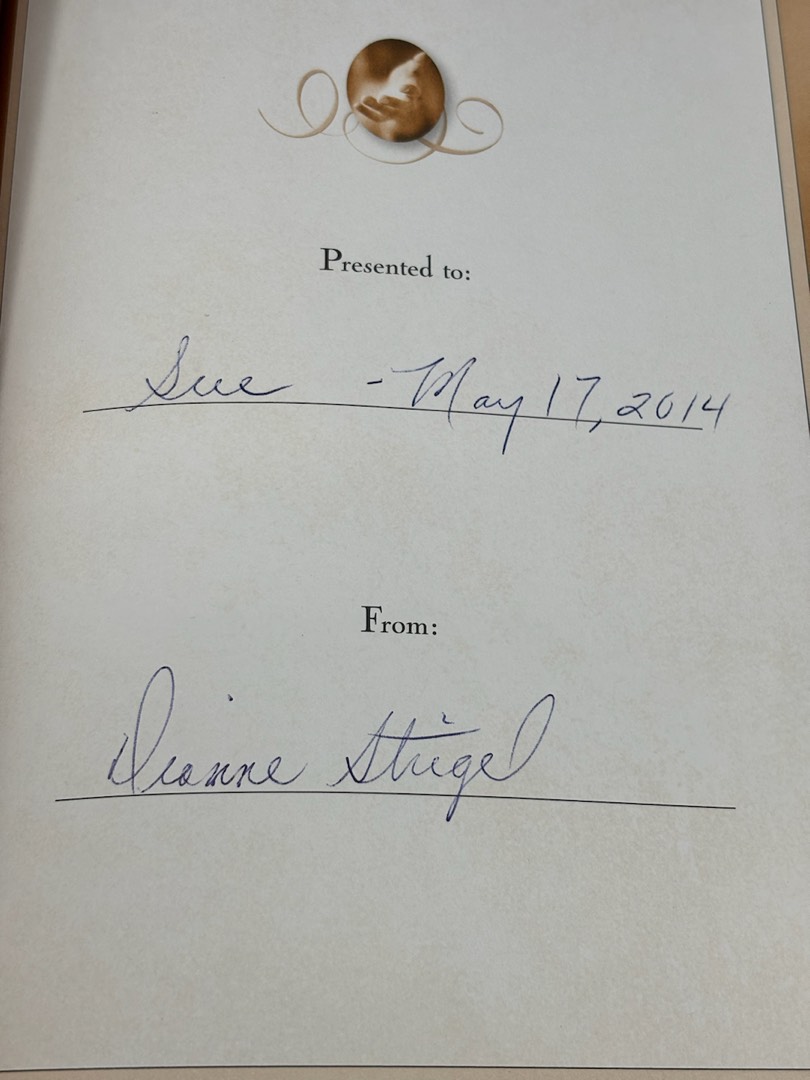 Presented to:
Sue - May 17, 2014
From:
Dianne